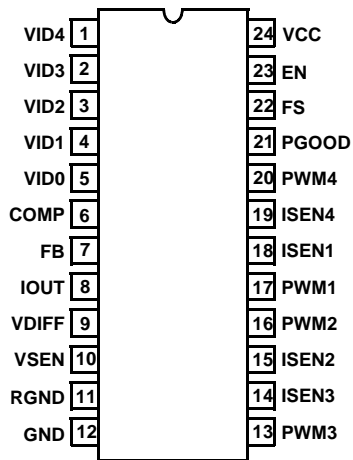 VID4 1 24 VCC
VID3 2 23 EN
VID2 3 22 FS
VID1 4 21 PGOOD
VID0 5 20 PWM4
COMP 6 19 ISEN4
FB 7 18 ISEN1
IOUT 8 17 PWM1
VDIFF 9 16 PWM2
VSEN 10 15 ISEN2
RGND 11 14 ISEN3
GND 12 13 PWM3